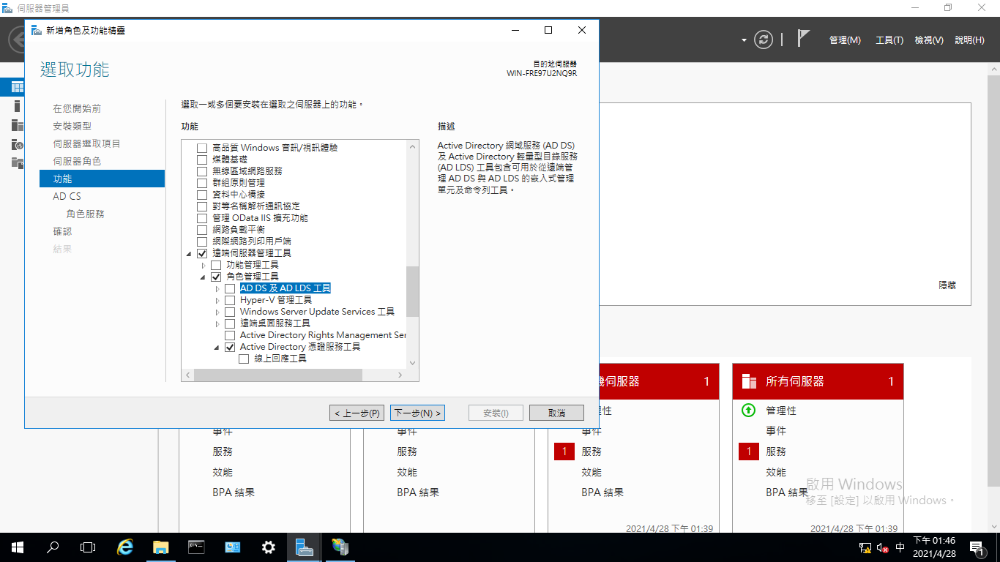 伺服器管理員
管理(M)
工具(T)
檢視(V)
說明(H)
新增角色及功能精靈
選取功能
目的地伺服器
WIN-FRE97U2NQ9R
在您開始前
安裝類型
伺服器選取項目
伺服器角色
功能
AD CS
角色服務
確認
結果
選取一或多個要安裝在選取之伺服器上的功能。
功能
高品質 Windows 音訊/視訊體驗
媒體基礎
無線區域網路服務
群組原則管理
資料中心橋接
對等名稱解析通訊協定
管理 OData IIS 擴充功能
網路負載平衡
網際網路列印用戶端
遠端伺服器管理工具
功能管理工具
角色管理工具
AD DS 及 AD LDS 工具
Hyper-V 管理工具
Windows Server Update Services 工具
遠端桌面服務工具
Active Directory Rights Management Ser
Active Directory 憑證服務工具
線上回應工具
描述
Active Directory 網域服務 (AD DS)
及 Active Directory 輕量型目錄服務
(AD LDS) 工具包含可用於從遠端管
理 AD DS 與 AD LDS 的嵌入式管理
單元及命令列工具。
< 上一步(P)
下一步(N) >
安裝(I)
取消
隱藏
機伺服器 1
理性
事件
1 服務
效能
BPA 結果
2021/4/28 下午 01:39
所有伺服器 1
管理性
事件
1 服務
效能
BPA 結果
2021/4/28 下午 01:39
事件
服務
效能
BPA 結果
事件
服務
效能
BPA 結果
啟用 Windows
移至 [設定] 以啟用 Windows。
中
下午 01:46
2021/4/28
1